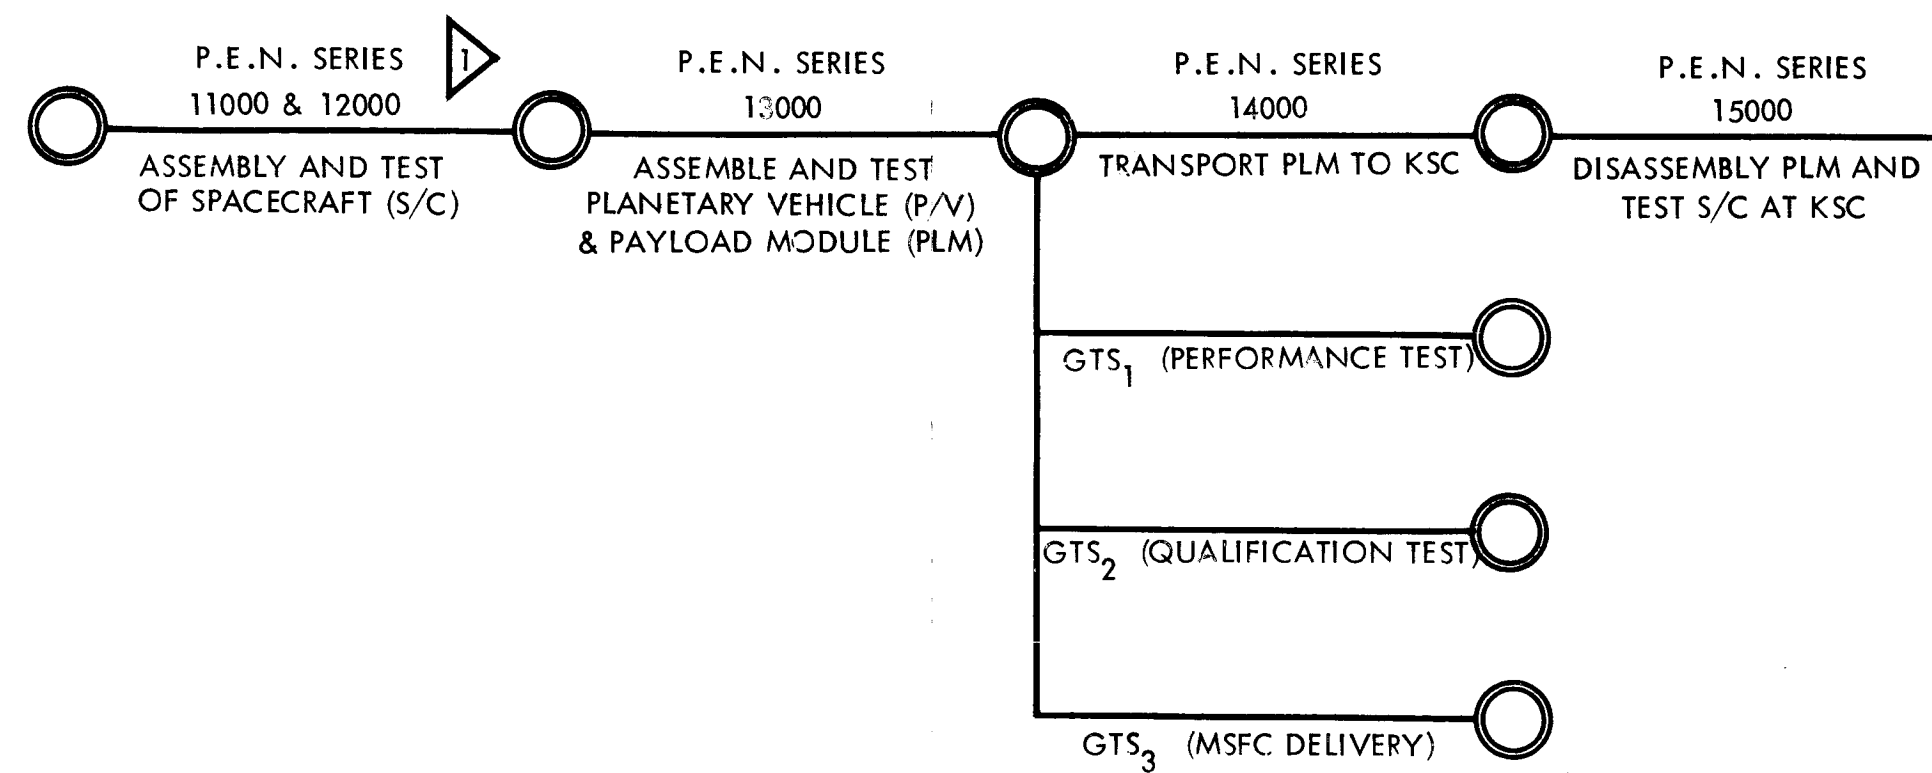 P.E.N. SERIES
11000 & 12000
ASSEMBLY AND TEST
OF SPACECRAFT (S/C)
1
P.E.N. SERIES
13000
ASSEMBLE AND TEST
PLANETARY VEHICLE (P/V)
& PAYLOAD MODULE (PLM)
P.E.N. SERIES
14000
TRANSPORT PLM TO KSC
P.E.N. SERIES
15000
DISASSEMBLY PLM AND
TEST S/C AT KSC
GTS1 (PERFORMANCE TEST)
GTS2 (QUALIFICATION TEST)
GTS3 (MSFC DELIVERY)